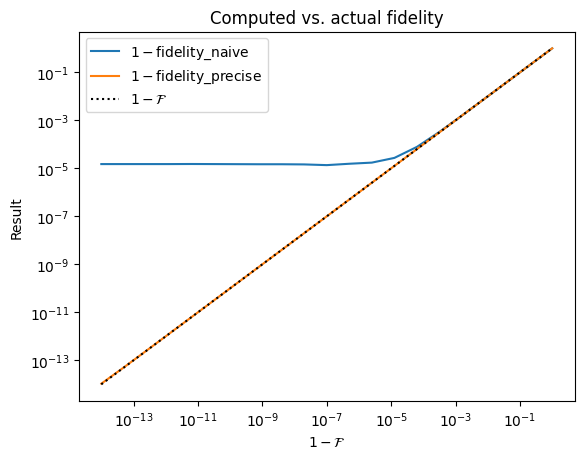 Computed vs. actual fidelity
1 − fidelity_naive
1 − fidelity_precise
1 − ℱ
Result
10⁻¹
10⁻³
10⁻⁵
10⁻⁷
10⁻⁹
10⁻¹¹
10⁻¹³
10⁻¹³ 10⁻¹¹ 10⁻⁹ 10⁻⁷ 10⁻⁵ 10⁻³ 10⁻¹
1 − ℱ